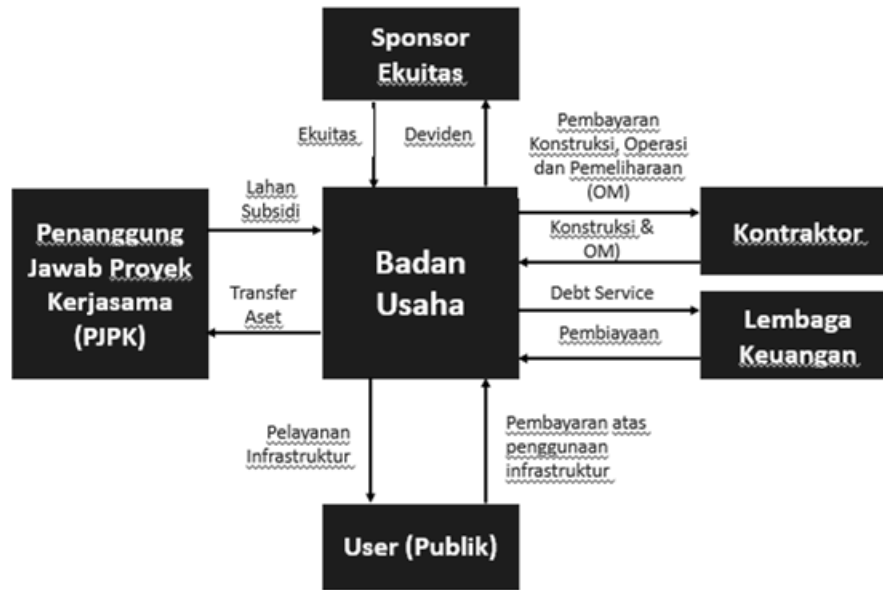 Sponsor
Ekuitas
Ekuitas
Deviden
Pembayaran
Konstruksi, Operasi
dan Pemeliharaan
(OM)
Lahan
Subsidi
Penanggung
Jawab Proyek
Kerjasama
(PJPK)
Badan
Usaha
Konstruksi &
OM)
Kontraktor
Transfer
Aset
Debt Service
Pembiayaan
Lembaga
Keuangan
Pelayanan
Infrastruktur
Pembayaran atas
penggunaan
infrastruktur
User (Publik)